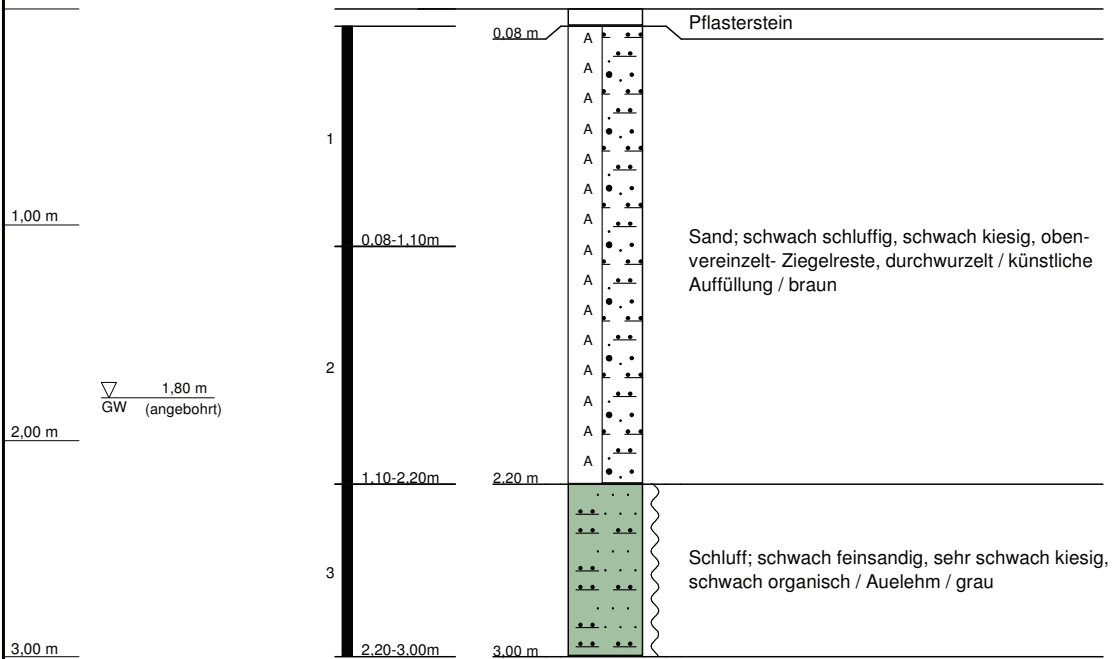 Pflasterstein
0,08 m
A
A
A
A
1
A
A
A
1,00 m
0,08-1,10m
A
Sand; schwach schluffig, schwach kiesig, oben-
vereinzelt- Ziegelreste, durchwurzelt / künstliche
Auffüllung / braun
A
A
A
2
A
1,80 m
GW (angebohrt)
A
2,00 m
A
A
1,10-2,20m
2,20 m
3
Schluff; schwach feinsandig, sehr schwach kiesig,
schwach organisch / Auelehm / grau
3,00 m
2,20-3,00m
3,00 m